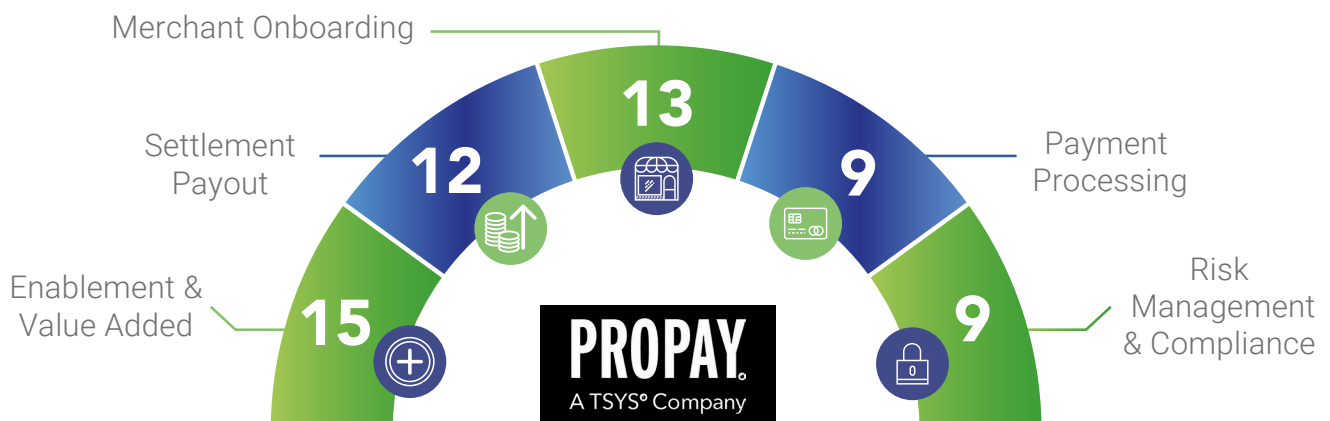 Merchant Onboarding
13
Settlement
Payout
12
9
Payment
Processing
Enablement &
Value Added
15
9
Risk
Management
& Compliance
PROPAY.
A TSYS® Company